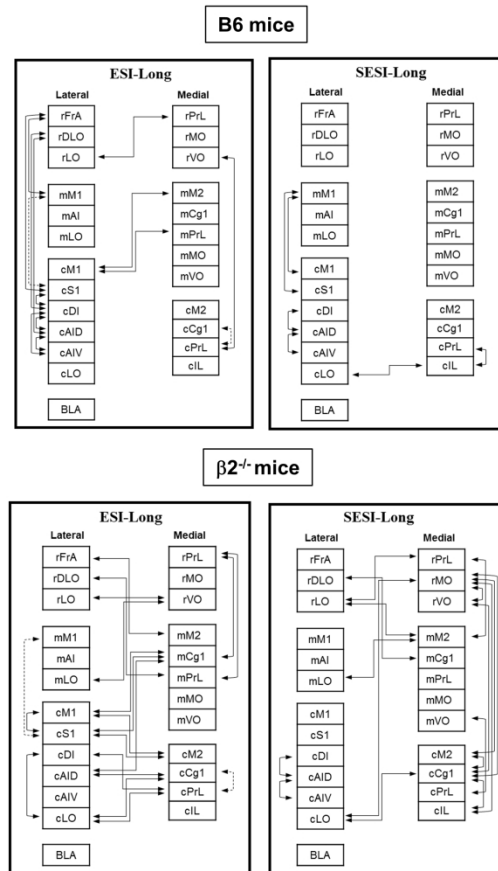 B6 mice
ESI-Long
Lateral Medial
rFrA rPrL
rDLO rMO
rLO rVO
mM1 mM2
mAI mCg1
mLO mPrL
mMO
mVO
cM1
cS1
cDI
cAID
cAIV
cLO
cM2
cCg1
cPrL
cIL
BLA
SESI-Long
Lateral Medial
rFrA rPrL
rDLO rMO
rLO rVO
mM1 mM2
mAI mCg1
mLO mPrL
mMO
mVO
cM1
cS1
cDI
cAID
cAIV
cLO
cM2
cCg1
cPrL
cIL
BLA
β2-/- mice
ESI-Long
Lateral Medial
rFrA rPrL
rDLO rMO
rLO rVO
mM1 mM2
mAI mCg1
mLO mPrL
mMO
mVO
cM1
cS1
cDI
cAID
cAIV
cLO
cM2
cCg1
cPrL
cIL
BLA
SESI-Long
Lateral Medial
rFrA rPrL
rDLO rMO
rLO rVO
mM1 mM2
mAI mCg1
mLO mPrL
mMO
mVO
cM1
cS1
cDI
cAID
cAIV
cLO
cM2
cCg1
cPrL
cIL
BLA